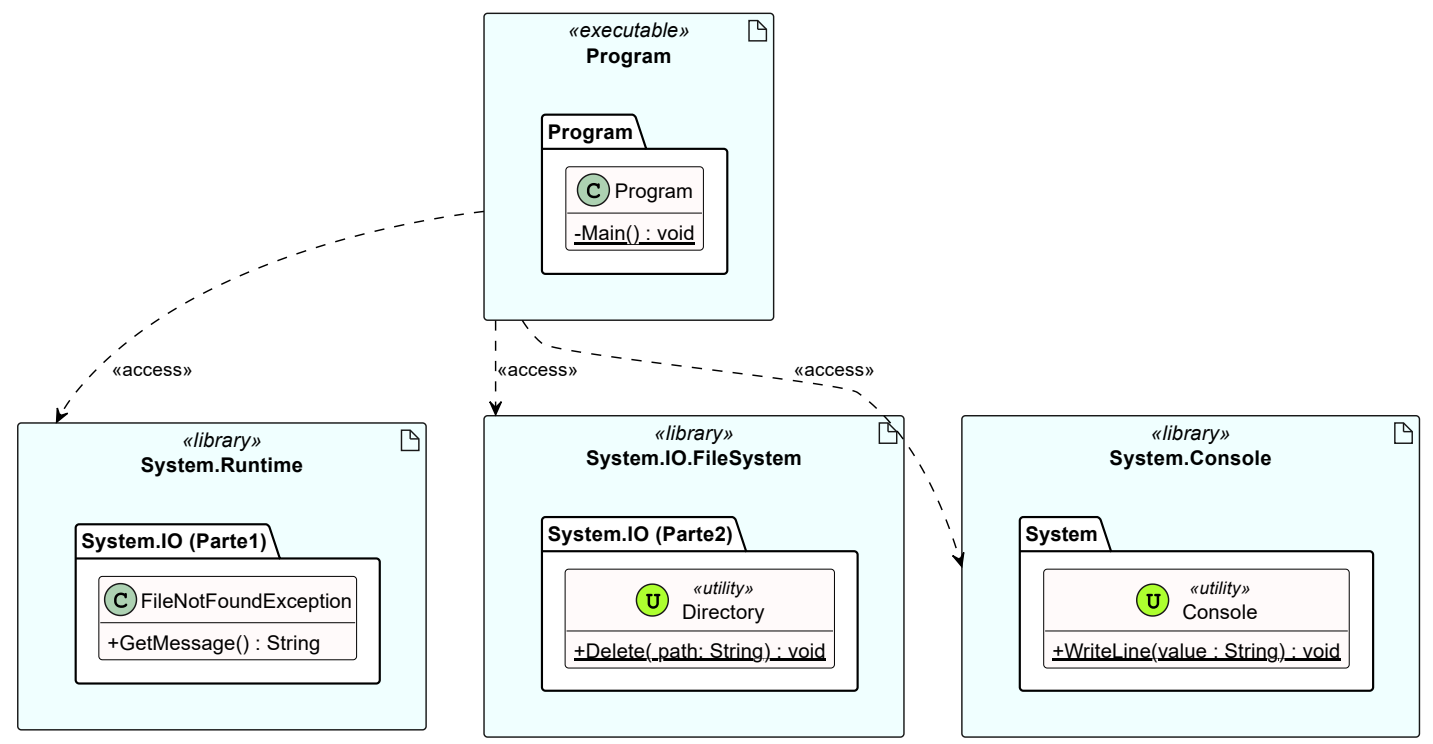 «executable»
Program
Program
C Program
-Main() : void
«access»
«access»
«access»
«library»
System.Runtime
System.IO (Parte1)
C FileNotFoundException
+GetMessage() : String
«library»
System.IO.FileSystem
System.IO (Parte2)
«utility»
U Directory
+Delete( path: String) : void
«library»
System.Console
System
«utility»
U Console
+WriteLine(value : String) : void